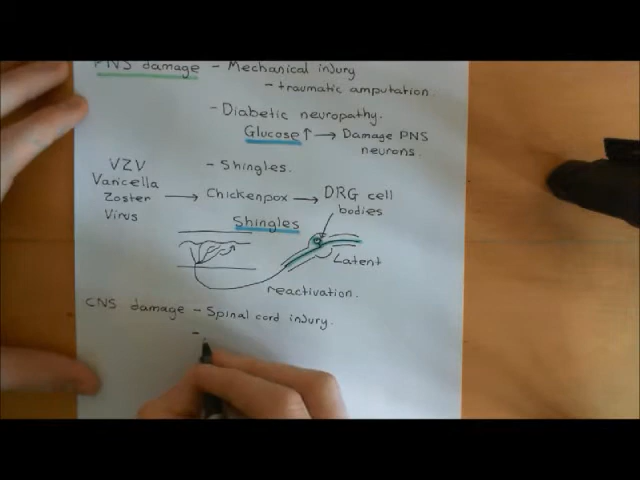 PNS damage - Mechanical injury
- traumatic amputation.
- Diabetic neuropathy.
Glucose ↑ → Damage PNS
neurons.
- Shingles.
VZV
Varicella
Zoster
Virus
→ Chickenpox → DRG cell
bodies
Shingles
Latent
reactivation.
CNS damage - Spinal cord injury.
-